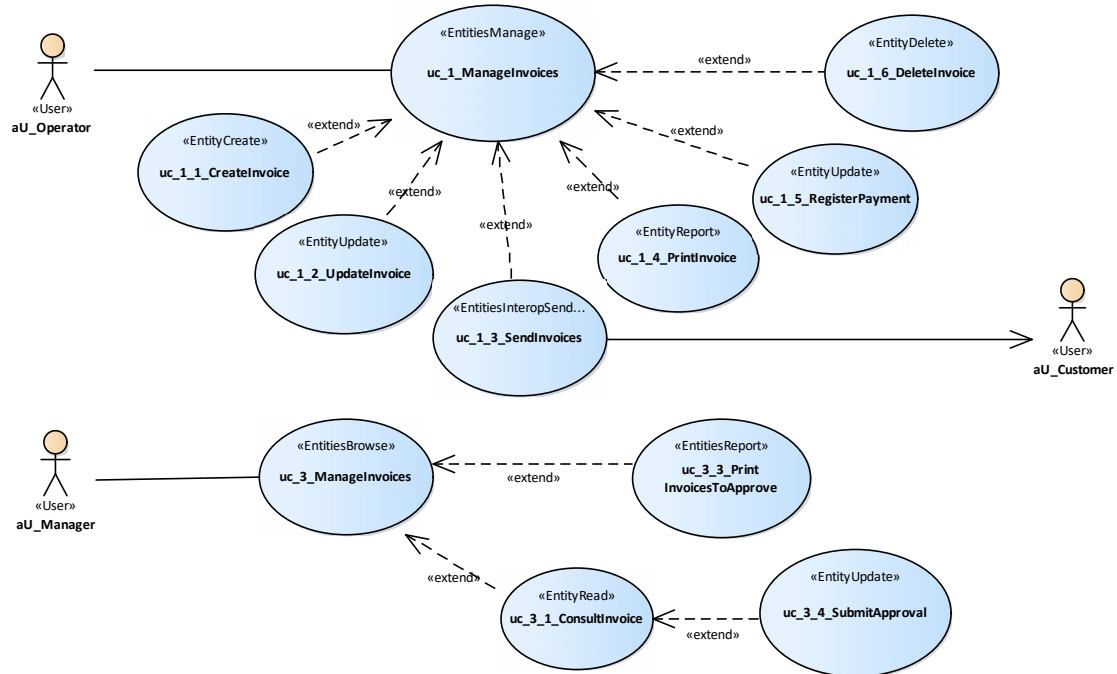 «EntitiesManage»
uc_1_ManageInvoices
«EntityDelete»
uc_1_6_DeleteInvoice
«extend»
«User»
aU_Operator
«EntityCreate»
uc_1_1_CreateInvoice
«extend»
«extend»
«EntityUpdate»
uc_1_5_RegisterPayment
«extend»
«extend»
«extend»
«EntityUpdate»
uc_1_2_UpdateInvoice
«EntityReport»
uc_1_4_PrintInvoice
«EntitiesInteropSend...
uc_1_3_SendInvoices
«User»
aU_Customer
«User»
aU_Manager
«EntitiesBrowse»
uc_3_ManageInvoices
«extend»
«EntitiesReport»
uc_3_3_Print
InvoicesToApprove
«extend»
«EntityRead»
uc_3_1_ConsultInvoice
«extend»
«EntityUpdate»
uc_3_4_SubmitApproval